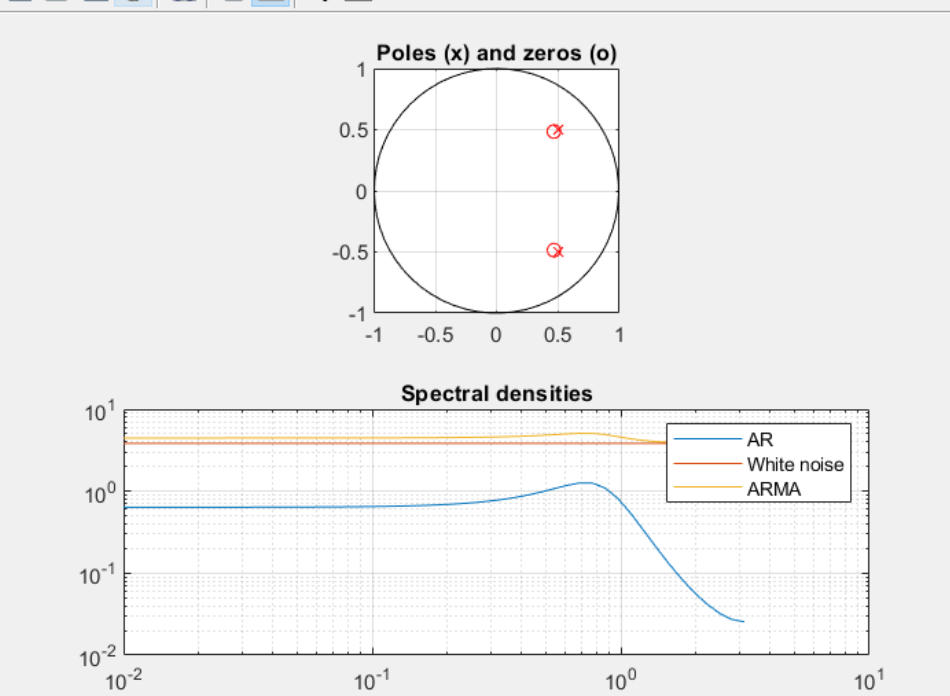 Poles (x) and zeros (o)
1
0.5
0
-0.5
-1
-1 -0.5 0 0.5 1
Spectral densities
10^1
10^0
10^-1
10^-2
AR
White noise
ARMA
10^-2 10^-1 10^0 10^1